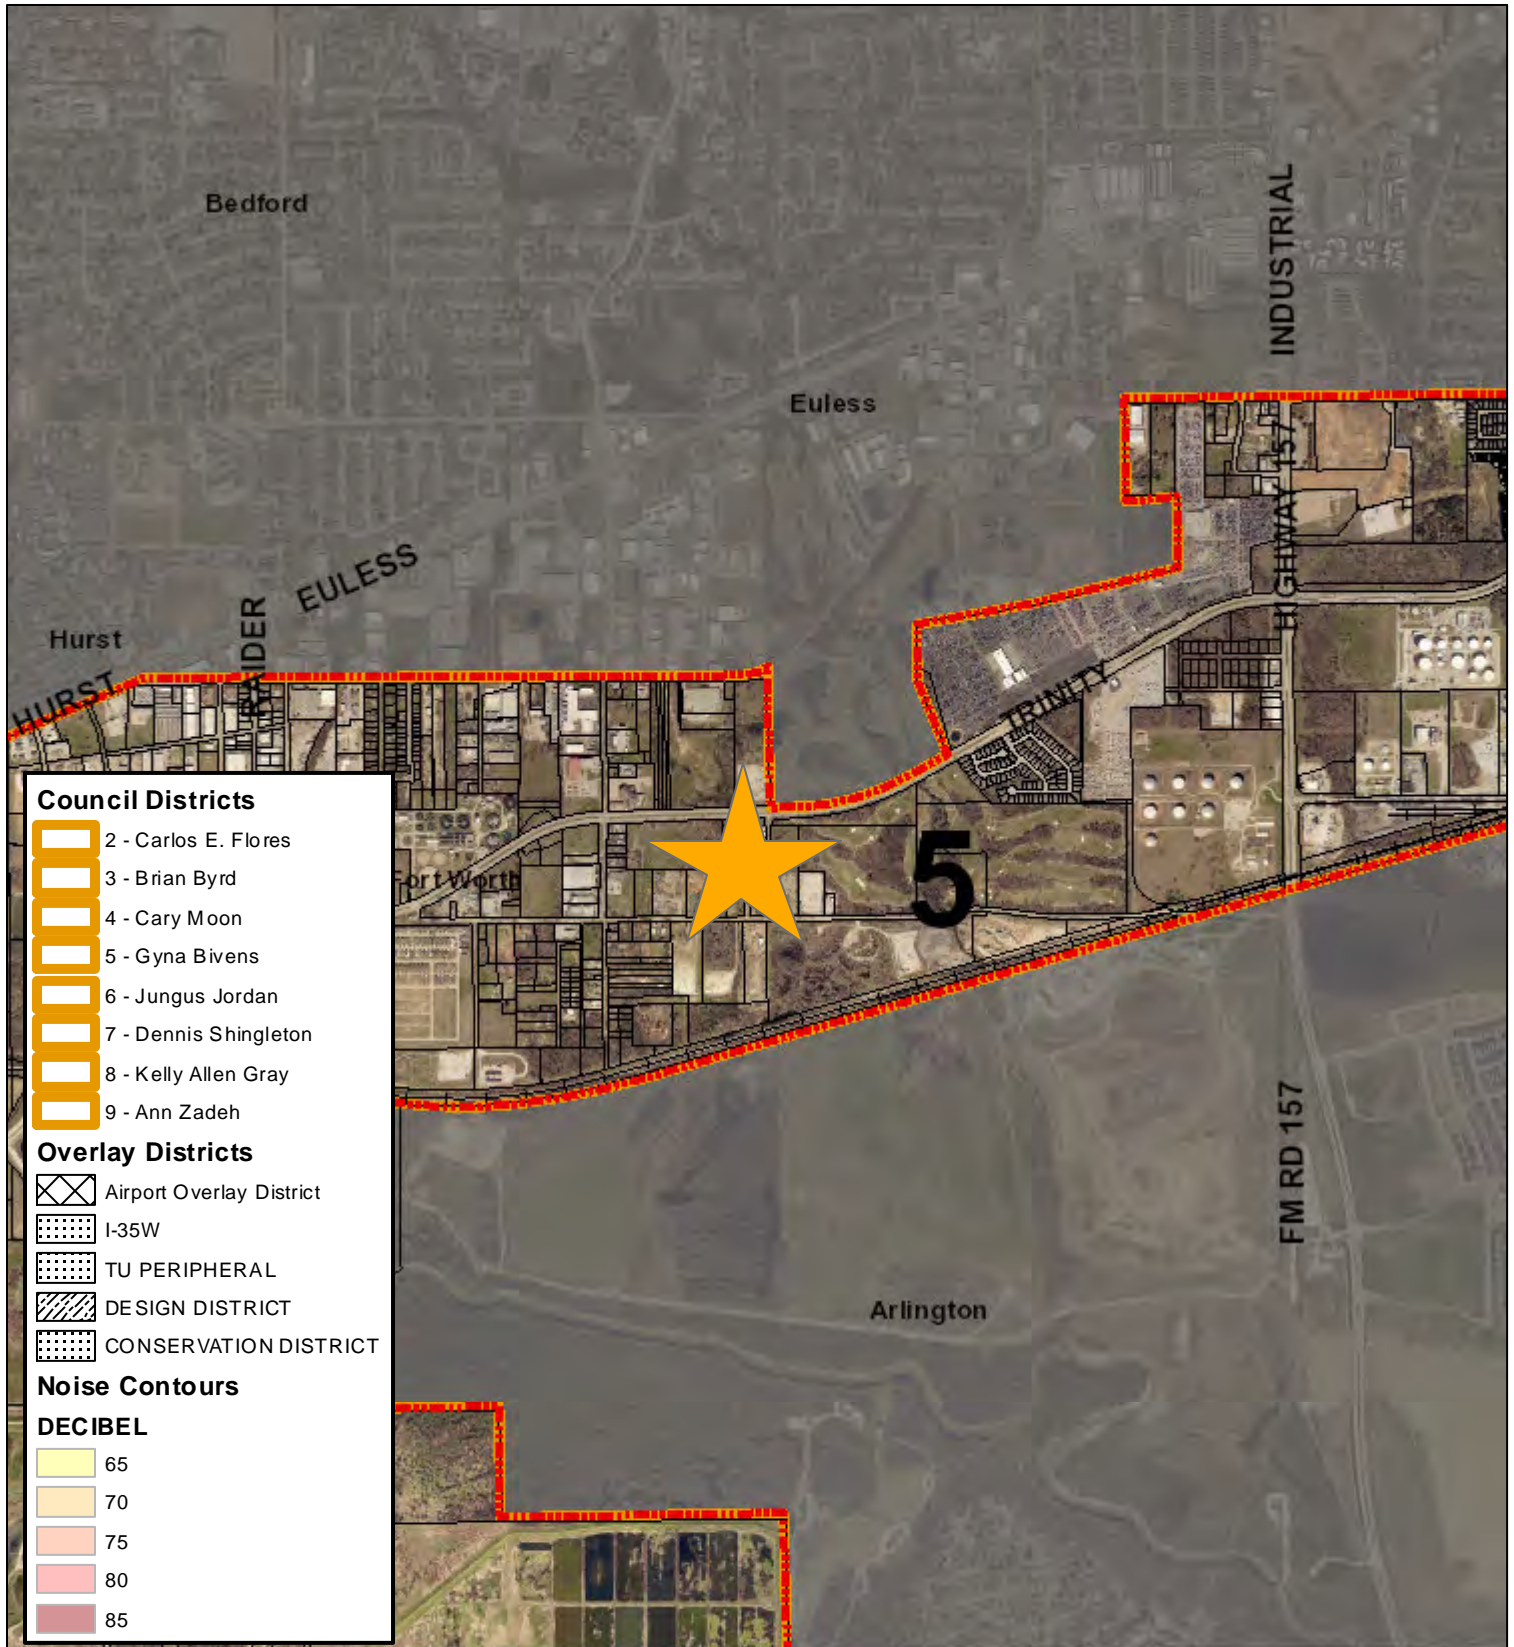 Bedford
INDUSTRIAL
Euless
HIGHWAY 157
EULESS
RAIDER
Hurst
HURST
TRINITY
5
Fort Worth
Council Districts
2 - Carlos E. Flores
3 - Brian Byrd
4 - Cary Moon
5 - Gyna Bivens
6 - Jungus Jordan
7 - Dennis Shingleton
8 - Kelly Allen Gray
9 - Ann Zadeh
Overlay Districts
Airport Overlay District
I-35W
TU PERIPHERAL
DESIGN DISTRICT
CONSERVATION DISTRICT
Noise Contours
DECIBEL
65
70
75
80
85
FM RD 157
Arlington